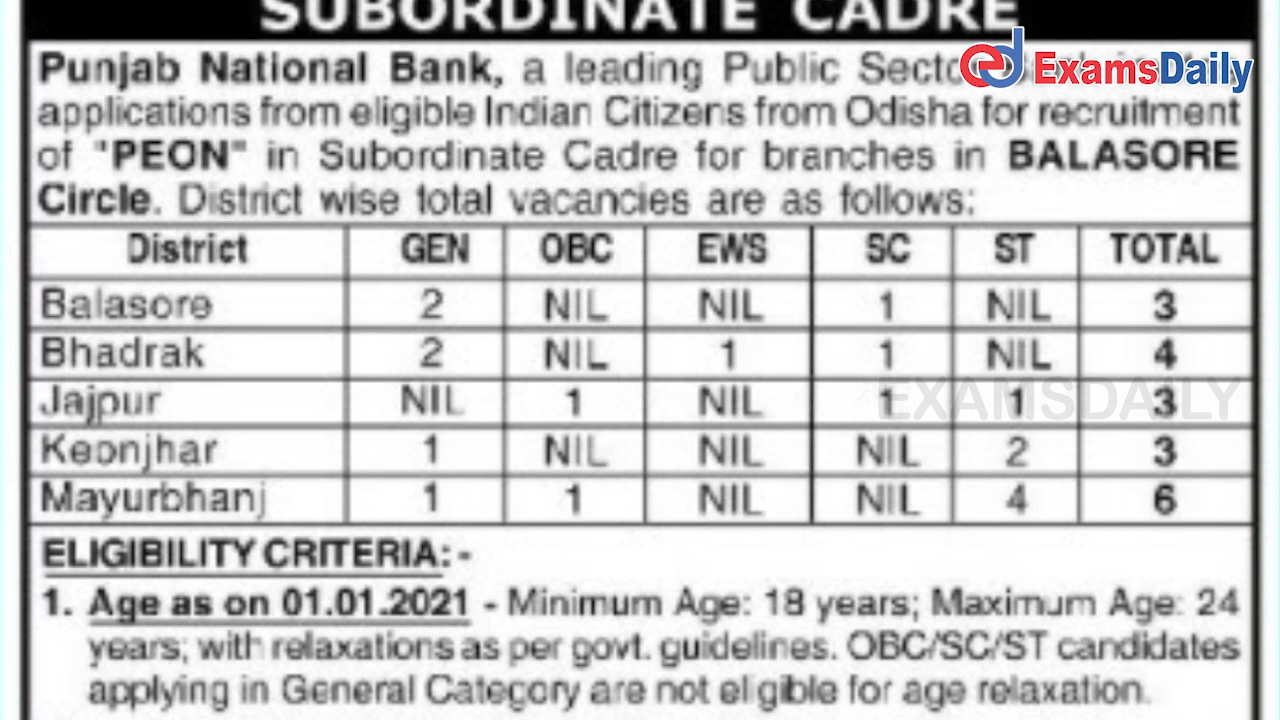 SUBORDINATE CADRE
ExamsDaily
Punjab National Bank, a leading Public Sector
applications from eligible Indian Citizens from Odisha for recruitment
of "PEON" in Subordinate Cadre for branches in BALASORE
Circle. District wise total vacancies are as follows:
District GEN OBC EWS SC ST TOTAL
Balasore 2 NIL NIL 1 NIL 3
Bhadrak 2 NIL 1 1 NIL 4
Jajpur NIL 1 NIL 1 1 3
EXAMSDAILY
Keonjhar 1 NIL NIL NIL 2 3
Mayurbhanj 1 1 NIL NIL 4 6
ELIGIBILITY CRITERIA:-
1. Age as on 01.01.2021 - Minimum Age: 18 years; Maximum Age: 24
years; with relaxations as per govt. guidelines. OBC/SC/ST candidates
applying in General Category are not eligible for age relaxation.